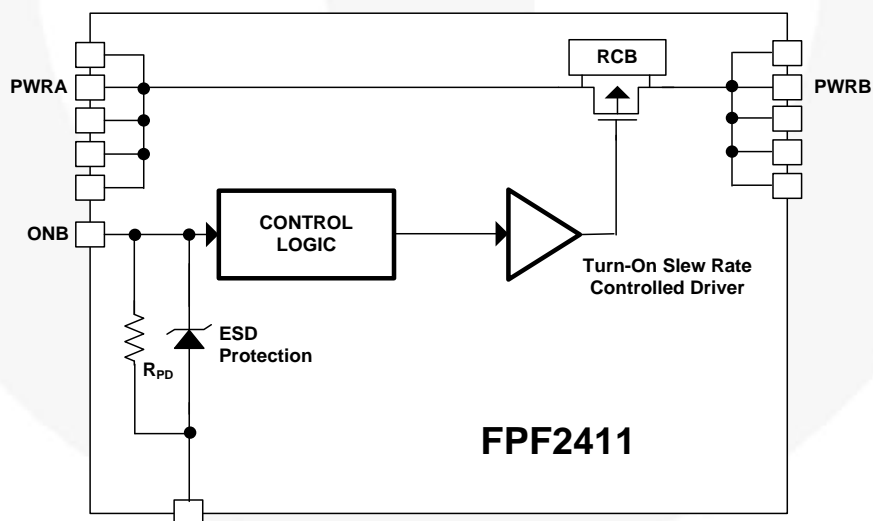 RCB
PWRA
PWRB
ONB
CONTROL
LOGIC
Turn-On Slew Rate
Controlled Driver
ESD
Protection
RPD
FPF2411